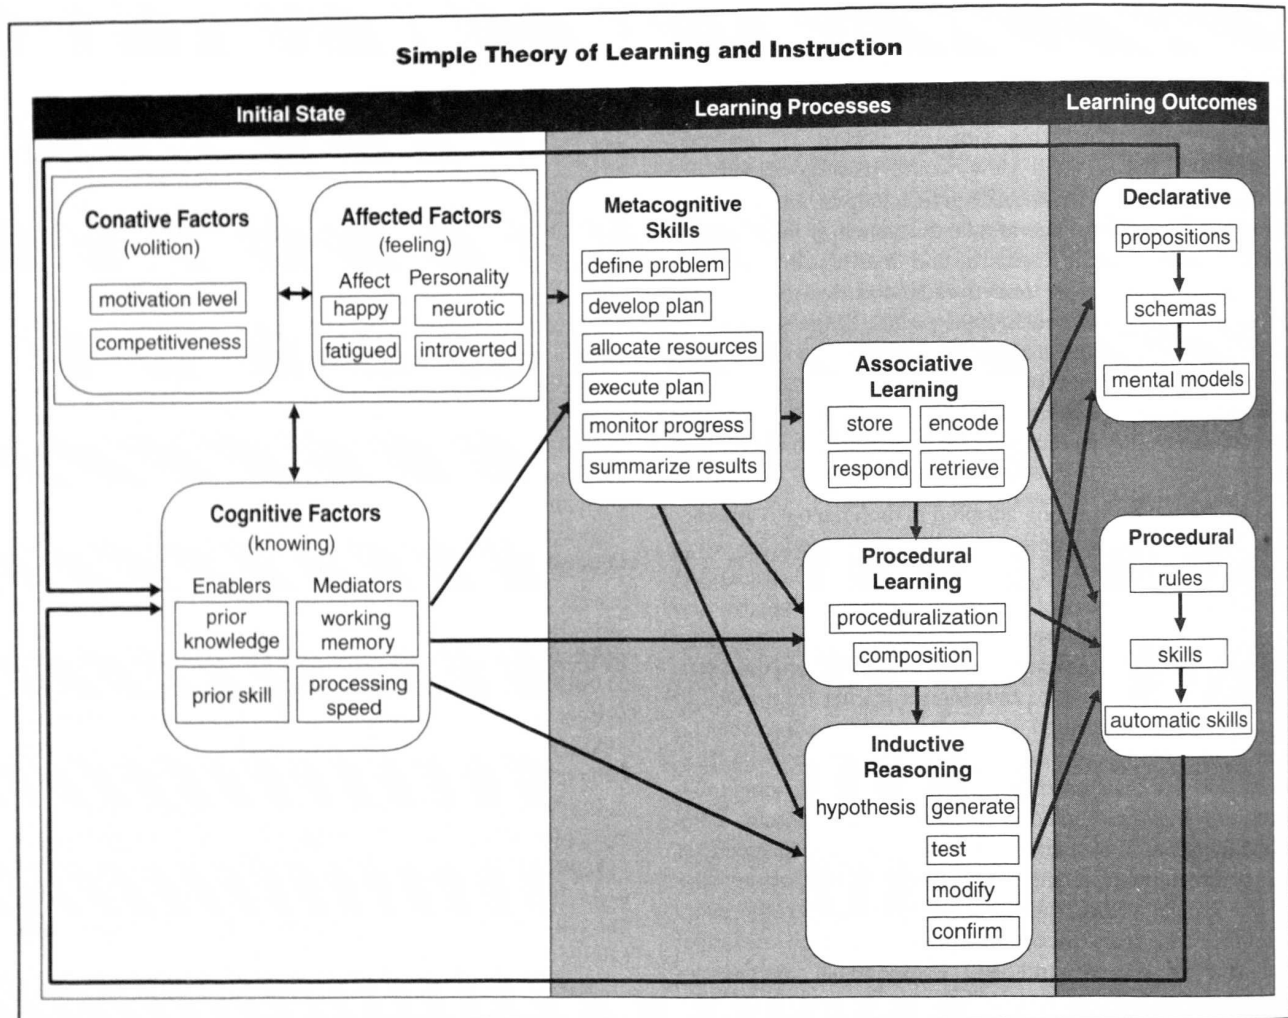 Simple Theory of Learning and Instruction
Initial State
Learning Processes
Learning Outcomes
Conative Factors
(volition)
motivation level
competitiveness
Affected Factors
(feeling)
Affect Personality
happy neurotic
fatigued introverted
Cognitive Factors
(knowing)
Enablers Mediators
prior knowledge
working memory
prior skill
processing speed
Metacognitive
Skills
define problem
develop plan
allocate resources
execute plan
monitor progress
summarize results
Associative
Learning
store encode
respond retrieve
Procedural
Learning
proceduralization
composition
Inductive
Reasoning
hypothesis generate
test
modify
confirm
Declarative
propositions
schemas
mental models
Procedural
rules
skills
automatic skills